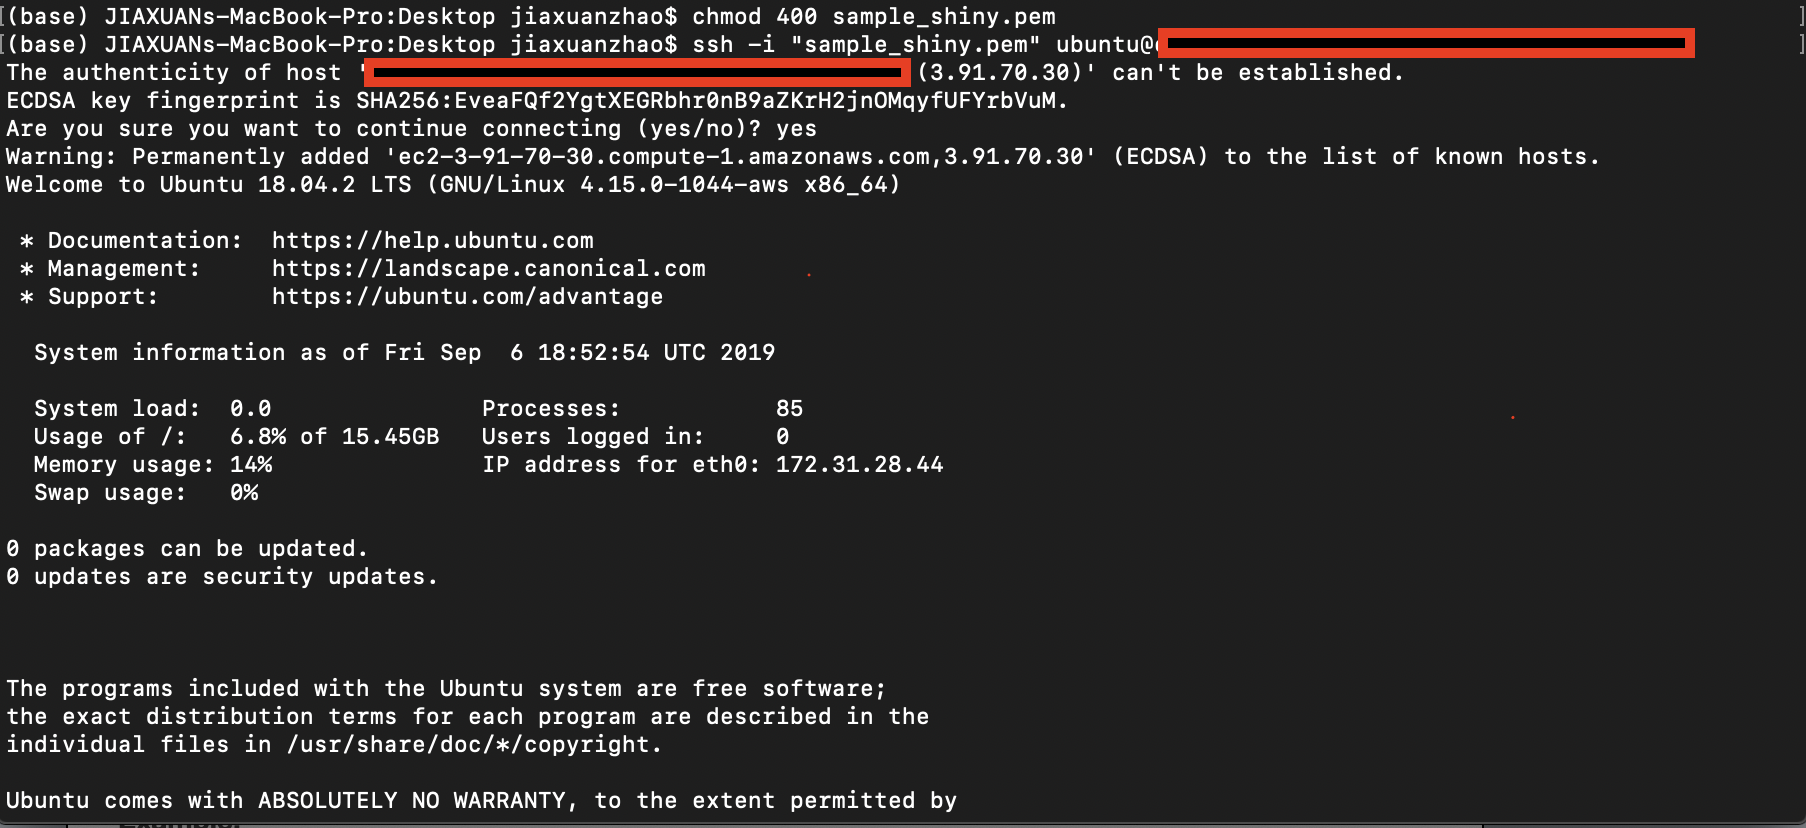 [(base) JIAXUANs-MacBook-Pro:Desktop jiaxuanzhao$ chmod 400 sample_shiny.pem ]
[(base) JIAXUANs-MacBook-Pro:Desktop jiaxuanzhao$ ssh -i "sample_shiny.pem" ubuntu@ ]
The authenticity of host ' (3.91.70.30)' can't be established.
ECDSA key fingerprint is SHA256:EveaFQf2YgtXEGRbhr0nB9aZKrH2jnOMqyfUFYrbVuM.
Are you sure you want to continue connecting (yes/no)? yes
Warning: Permanently added 'ec2-3-91-70-30.compute-1.amazonaws.com,3.91.70.30' (ECDSA) to the list of known hosts.
Welcome to Ubuntu 18.04.2 LTS (GNU/Linux 4.15.0-1044-aws x86_64)
* Documentation: https://help.ubuntu.com
* Management: https://landscape.canonical.com
* Support: https://ubuntu.com/advantage
System information as of Fri Sep 6 18:52:54 UTC 2019
System load: 0.0 Processes: 85
Usage of /: 6.8% of 15.45GB Users logged in: 0
Memory usage: 14% IP address for eth0: 172.31.28.44
Swap usage: 0%
0 packages can be updated.
0 updates are security updates.
The programs included with the Ubuntu system are free software;
the exact distribution terms for each program are described in the
individual files in /usr/share/doc/*/copyright.
Ubuntu comes with ABSOLUTELY NO WARRANTY, to the extent permitted by